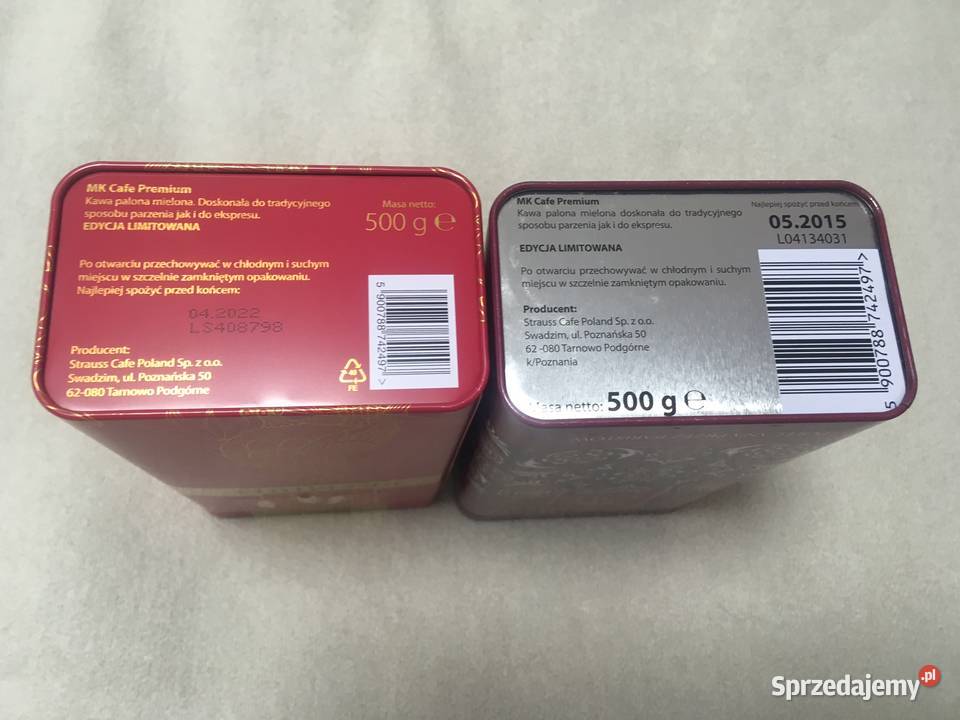 MK Cafe Premium
Kawa palona mielona. Doskonała do tradycyjnego
sposobu parzenia jak i do ekspresu.
EDYCJA LIMITOWANA
Masa netto:
500 g ℮
Po otwarciu przechowywać w chłodnym i suchym
miejscu w szczelnie zamkniętym opakowaniu.
Najlepiej spożyć przed końcem:
04.2022
LS408798
Producent:
Strauss Cafe Poland Sp. z o.o.
Swadzim, ul. Poznańska 50
62-080 Tarnowo Podgórne
FE
5 900788 742497 >
MK Cafe Premium
Kawa palona mielona doskonała do tradycyjnego
sposobu parzenia jak i do ekspresu.
EDYCJA LIMITOWANA
Po otwarciu przechowywać w chłodnym i suchym
miejscu w szczelnie zamkniętym opakowaniu.
Producent:
Strauss Cafe Poland Sp. z o.o.
Swadzim, ul. Poznańska 50
62 -080 Tarnowo Podgórne
k/Poznania
Masa netto: 500 g ℮
Najlepiej spożyć przed końcem:
05.2015
L04134031
5 900788 742497 >
Sprzedajemy.pl